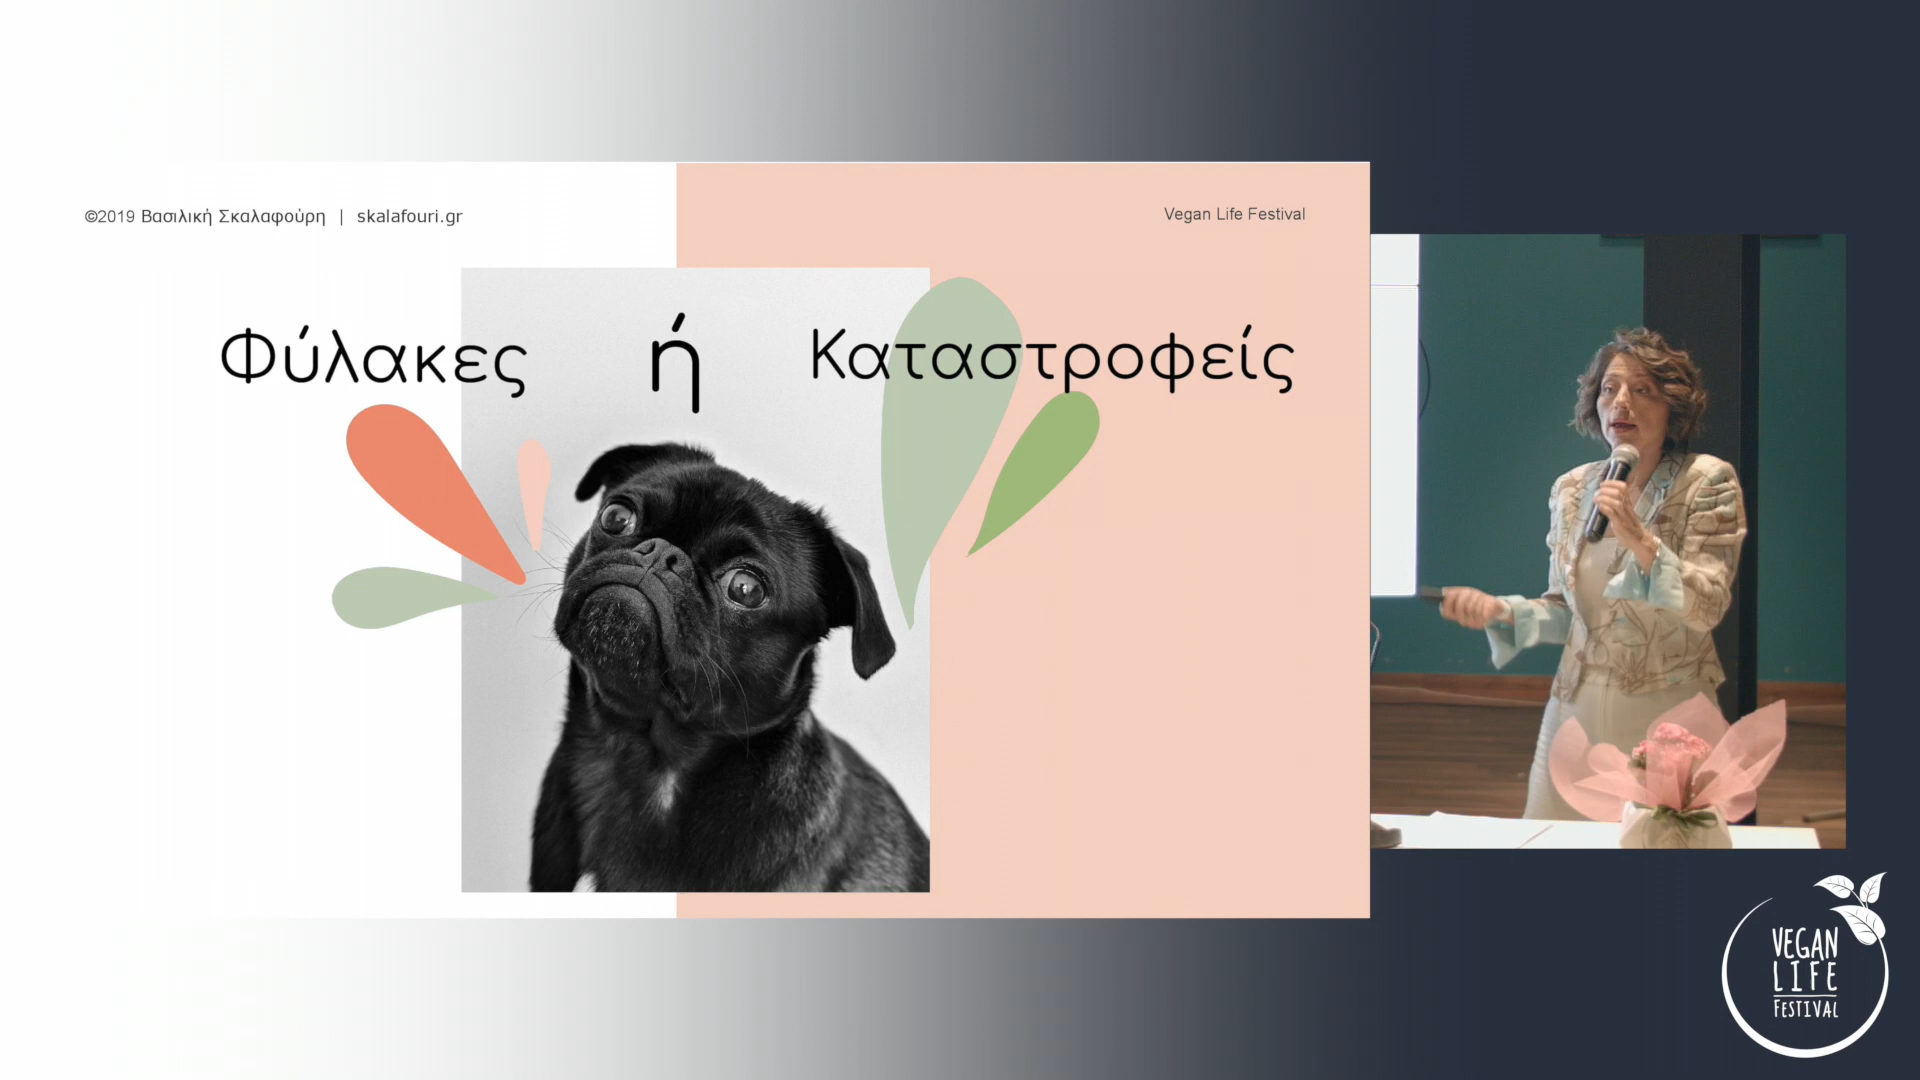 ©2019 Βασιλική Σκαλαφούρη | skalafouri.gr
Vegan Life Festival
Φύλακες ή Καταστροφείς
VEGAN
LIFE
FESTIVAL